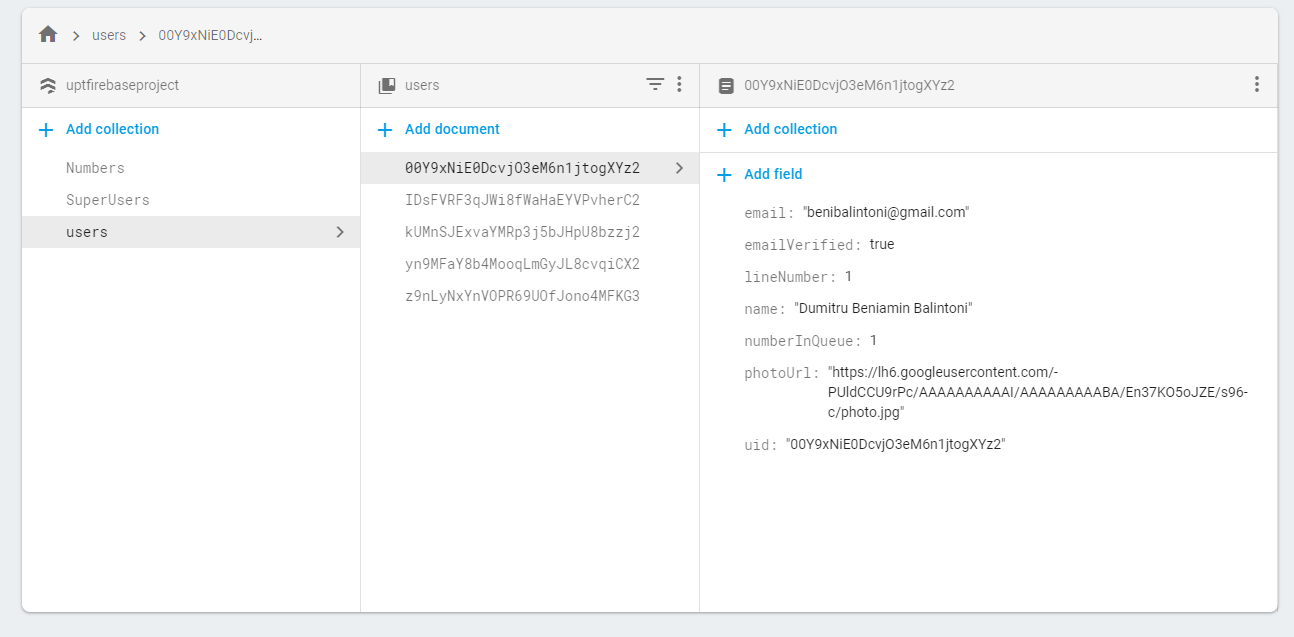 users
00Y9xNiE0Dcvj...
uptfirebaseproject
Add collection
Numbers
SuperUsers
users
users
Add document
00Y9xNiE0DcvjO3eM6n1jtogXYz2
IDsFVRF3qJWi8fWaHaEYVPvherC2
kUMnSJExvaYMRp3j5bJHpU8bzzj2
yn9MFaY8b4MooqLmGyJL8cvqiCX2
z9nLyNxYnVOPR69UOfJono4MFKG3
00Y9xNiE0DcvjO3eM6n1jtogXYz2
Add collection
Add field
email: "benibalintoni@gmail.com"
emailVerified: true
lineNumber: 1
name: "Dumitru Beniamin Balintoni"
numberInQueue: 1
photoUrl: "https://lh6.googleusercontent.com/-
PUldCCU9rPc/AAAAAAAAAAI/AAAAAAAAABA/En37KO5oJZE/s96-
c/photo.jpg"
uid: "00Y9xNiE0DcvjO3eM6n1jtogXYz2"